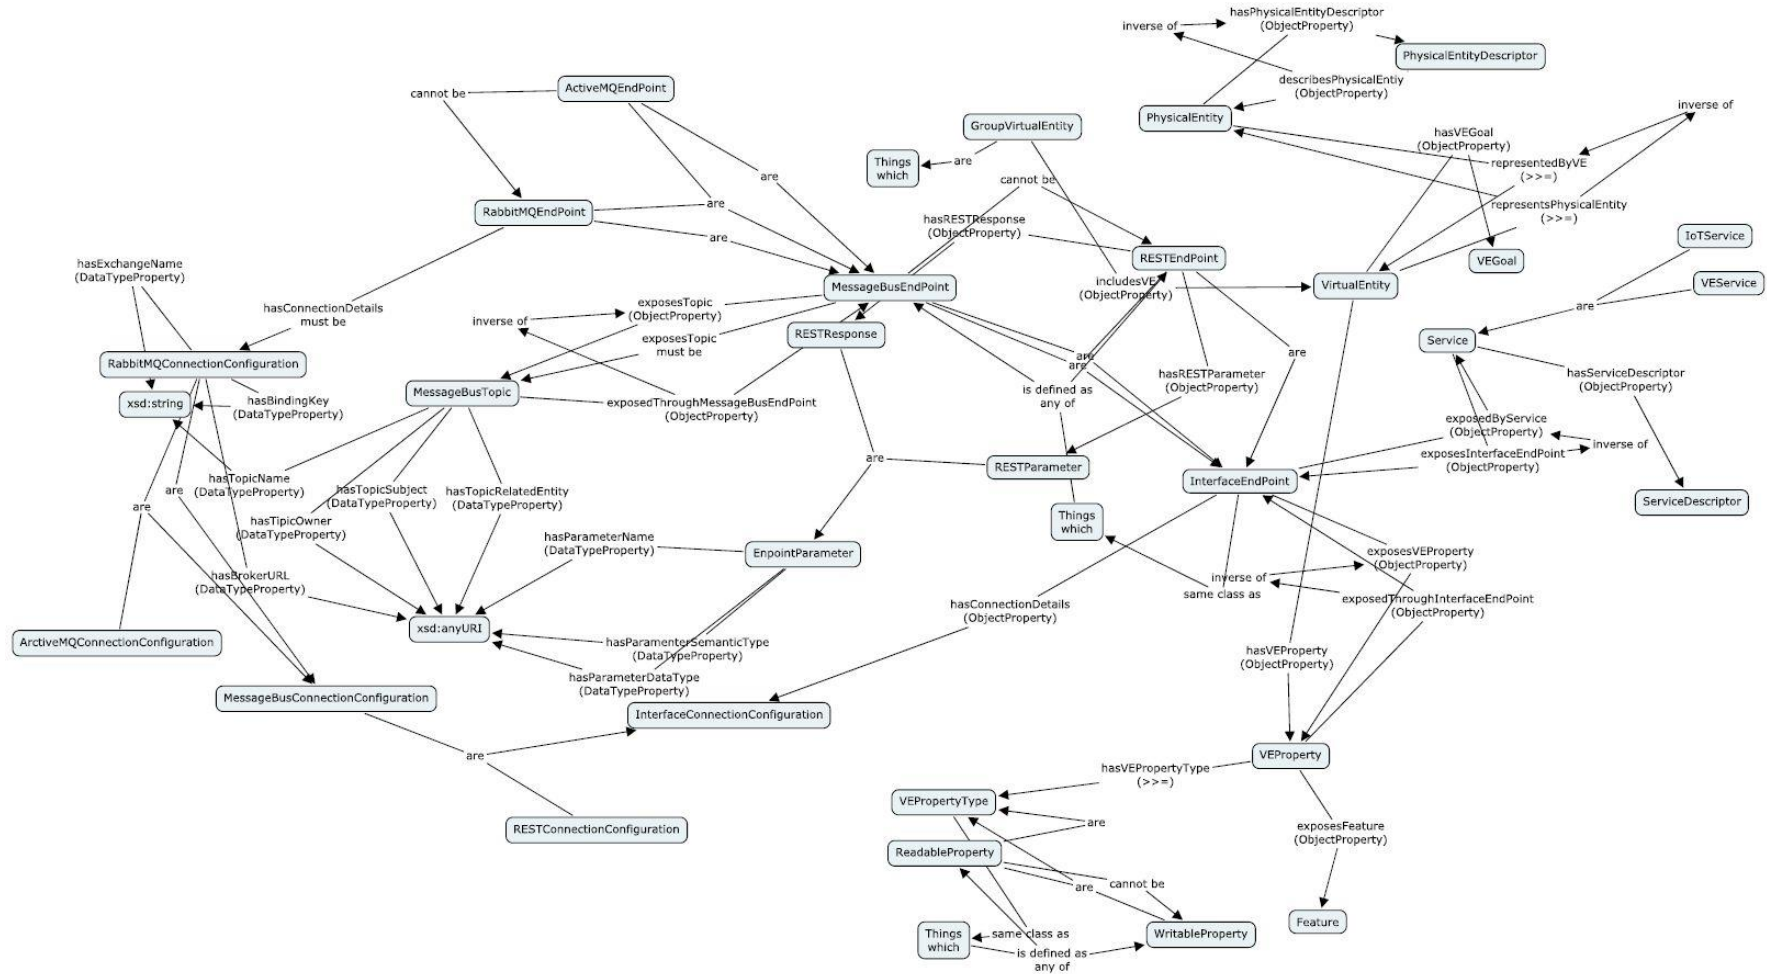 hasPhysicalEntityDescriptor
(ObjectProperty)
inverse of
PhysicalEntityDescriptor
describesPhysicalEntiy
(ObjectProperty)
ActiveMQEndPoint
cannot be
inverse of
PhysicalEntity
GroupVirtualEntity
hasVEGoal
(ObjectProperty)
Things
which
are
representedByVE
(>>=)
are
cannot be
RabbitMQEndPoint
are
representsPhysicalEntity
(>>=)
hasRESTResponse
(ObjectProperty)
are
IoTService
hasExchangeName
(DataTypeProperty)
RESTEndPoint
VEGoal
MessageBusEndPoint
includesVE
(ObjectProperty)
VirtualEntity
VEService
hasConnectionDetails
must be
exposesTopic
(ObjectProperty)
are
inverse of
RESTResponse
Service
exposesTopic
must be
are
are
are
RabbitMQConnectionConfiguration
hasRESTParameter
(ObjectProperty)
hasServiceDescriptor
(ObjectProperty)
MessageBusTopic
is defined as
any of
xsd:string
hasBindingKey
(DataTypeProperty)
exposedThroughMessageBusEndPoint
(ObjectProperty)
exposedByService
(ObjectProperty)
inverse of
are
RESTParameter
exposesInterfaceEndPoint
(ObjectProperty)
hasTopicName
(DataTypeProperty)
InterfaceEndPoint
are
hasTopicSubject
(DataTypeProperty)
hasTopicRelatedEntity
(DataTypeProperty)
ServiceDescriptor
are
Things
which
hasTipicOwner
(DataTypeProperty)
hasParameterName
(DataTypeProperty)
EnpointParameter
exposesVEProperty
(ObjectProperty)
hasBrokerURL
(DataTypeProperty)
inverse of
same class as
exposedThroughInterfaceEndPoint
(ObjectProperty)
hasConnectionDetails
(ObjectProperty)
xsd:anyURI
ArctiveMQConnectionConfiguration
hasParamenterSemanticType
(DataTypeProperty)
hasVEProperty
(ObjectProperty)
hasParameterDataType
(DataTypeProperty)
MessageBusConnectionConfiguration
InterfaceConnectionConfiguration
are
VEProperty
hasVEPropertyType
(>>=)
VEPropertyType
are
RESTConnectionConfiguration
exposesFeature
(ObjectProperty)
ReadableProperty
are
cannot be
Feature
Things
which
same class as
WritableProperty
is defined as
any of